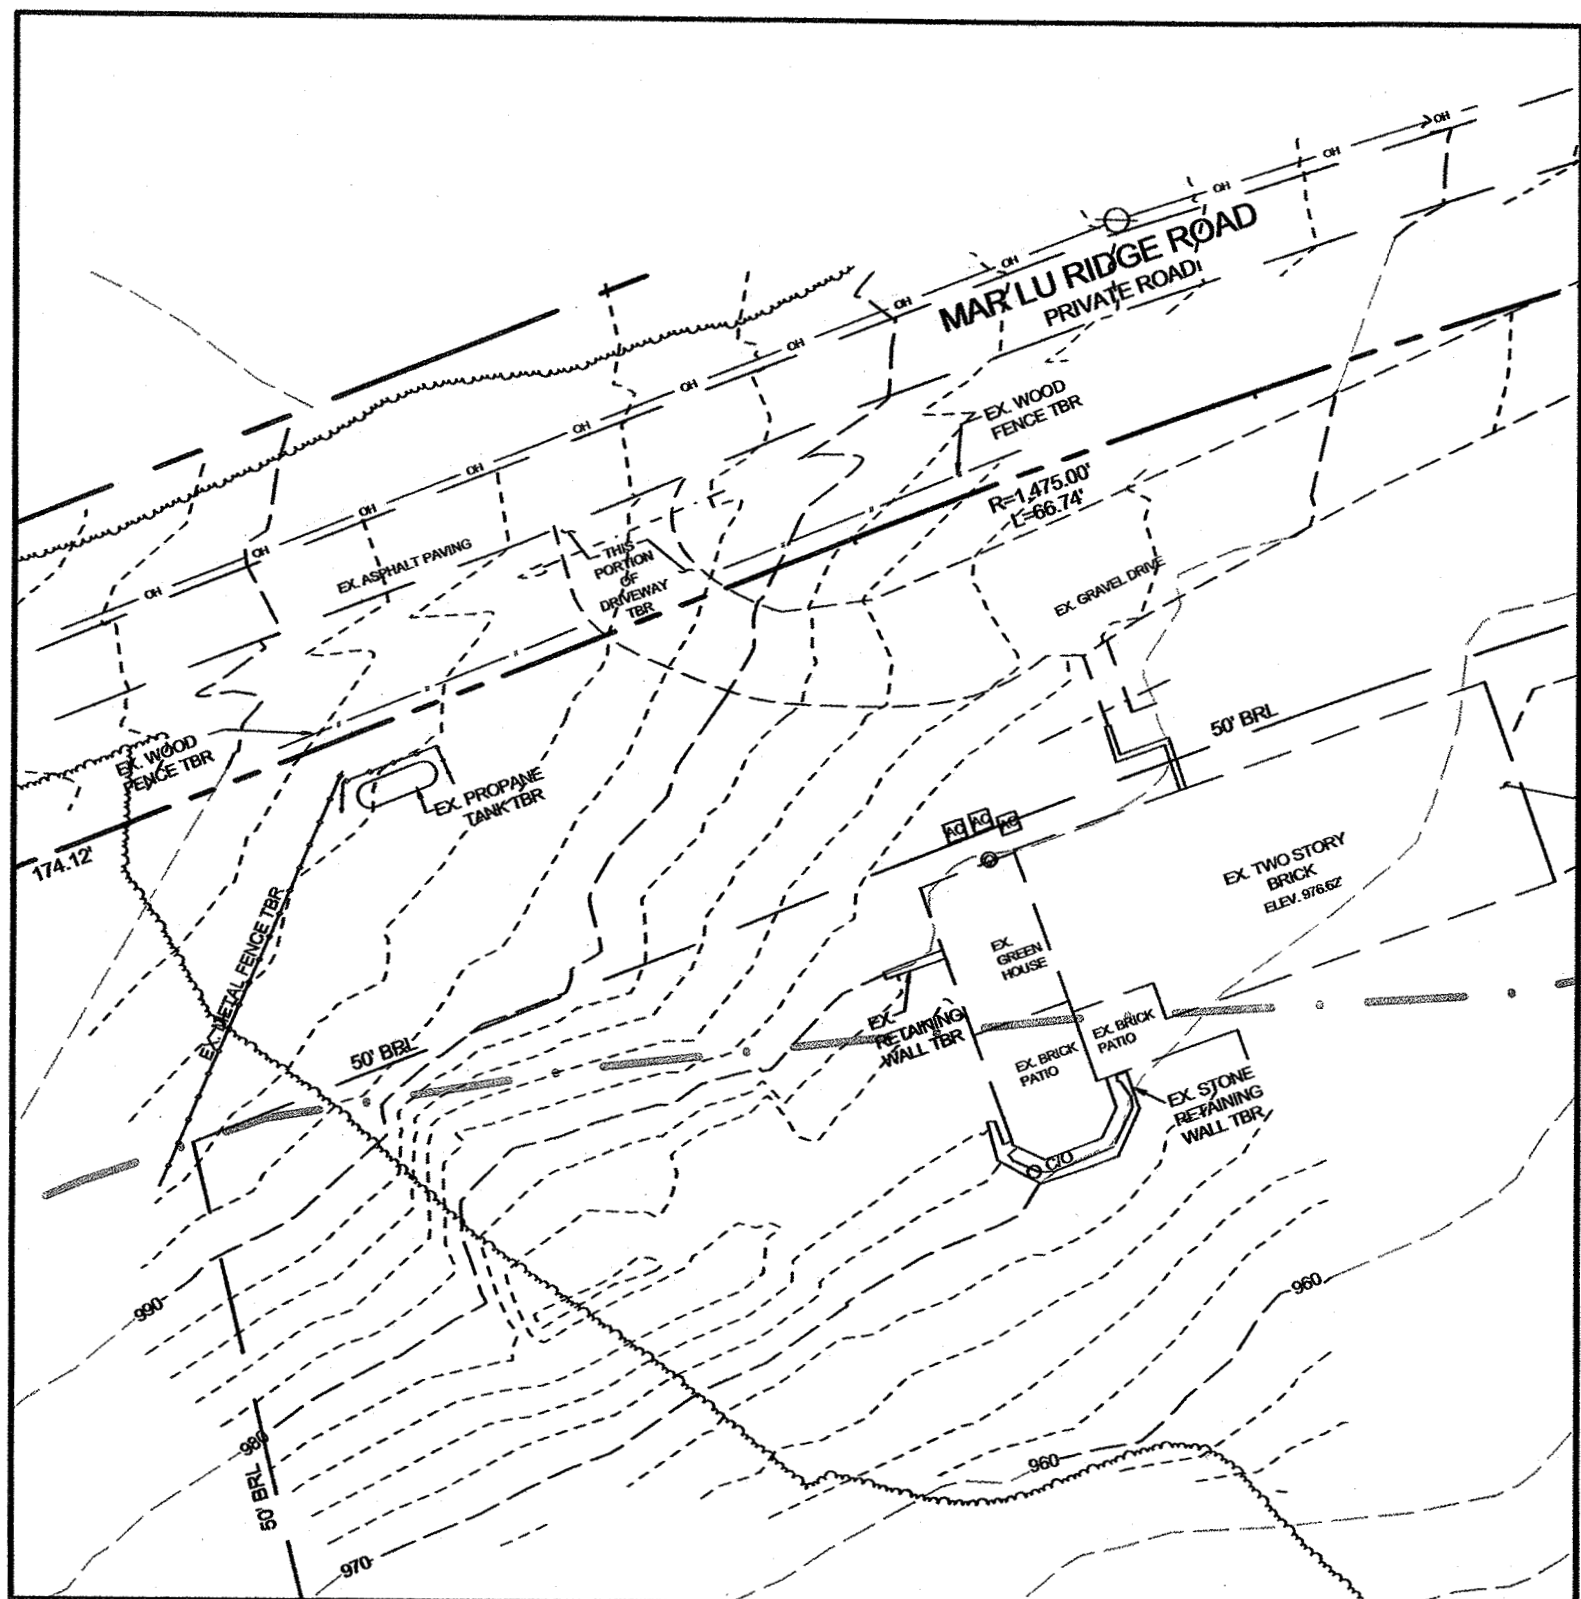 OH
OH
OH
OH
MAR LU RIDGE ROAD
PRIVATE ROAD
OH
OH
OH
OH
EX. WOOD
FENCE TBR
OH
OH
R=1,475.00'
L=66.74'
OH
OH
OH
EX. ASPHALT PAVING
THIS
PORTION
OF
DRIVEWAY
TBR
EX. GRAVEL DRIVE
50' BRL
EX. WOOD
FENCE TBR
EX. PROPANE
TANK TBR
174.12'
AC
AC
AC
EX. TWO STORY
BRICK
ELEV. 976.62'
EX. METAL FENCE TBR
EX.
GREEN
HOUSE
EX.
RETAINING
WALL TBR
EX. BRICK
PATIO
EX. BRICK
PATIO
50' BRL
EX. STONE
RETAINING
WALL TBR
C/O
990
960
980
50' BRL
960
970